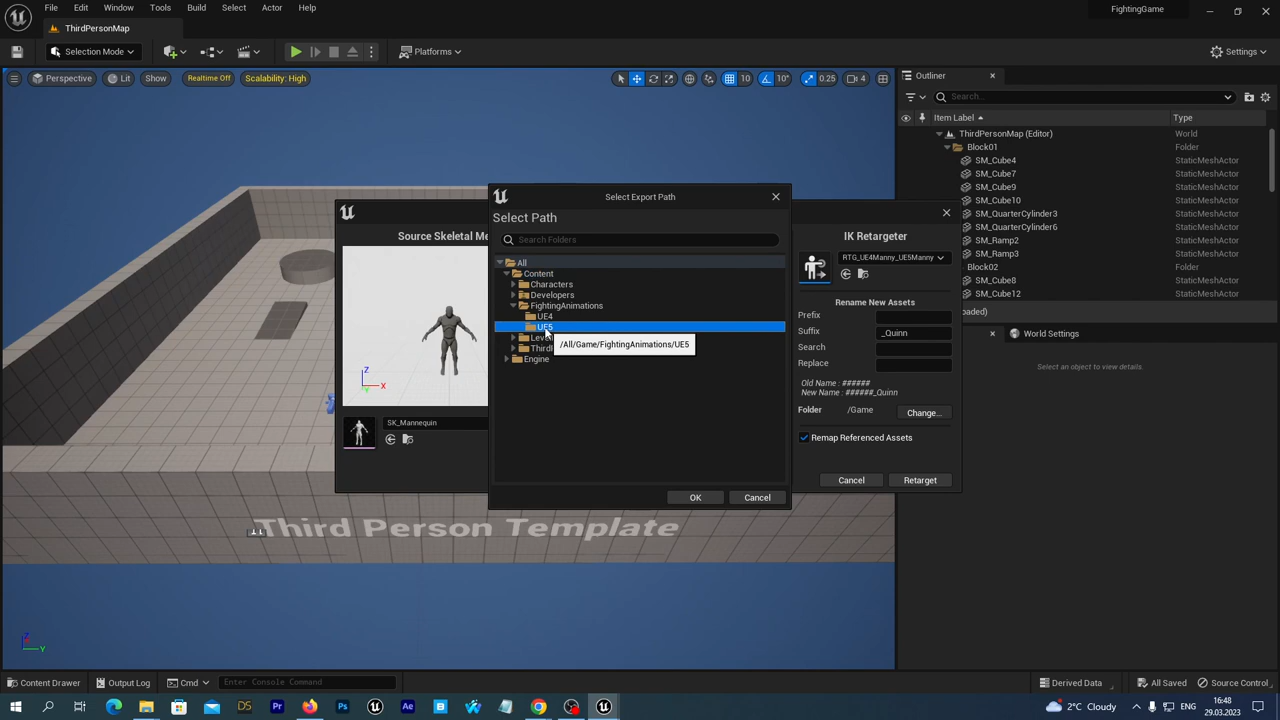 File Edit Window Tools Build Select Actor Help
FightingGame
ThirdPersonMap
Selection Mode
Platforms
Settings
Perspective Lit Show Realtime Off Scalability: High
10 10° 0.25 4
Outliner
Search...
Item Label Type
ThirdPersonMap (Editor) World
Block01 Folder
SM_Cube4 StaticMeshActor
SM_Cube7 StaticMeshActor
SM_Cube9 StaticMeshActor
SM_Cube10 StaticMeshActor
SM_QuarterCylinder3 StaticMeshActor
SM_QuarterCylinder6 StaticMeshActor
SM_Ramp2 StaticMeshActor
SM_Ramp3 StaticMeshActor
Block02 Folder
SM_Cube8 StaticMeshActor
SM_Cube12 StaticMeshActor
World Settings
Select an object to view details.
Source Skeletal Me
Z
X
SK_Mannequin
Select Export Path
Select Path
Search Folders
All
Content
Characters
Developers
FightingAnimations
UE4
UE5
/All/Game/FightingAnimations/UE5
Engine
OK Cancel
IK Retargeter
RTG_UE4Manny_UE5Manny
Rename New Assets
Prefix
Suffix _Quinn
Search
Replace
Old Name : ######
New Name : ######_Quinn
Folder /Game Change...
Remap Referenced Assets
Cancel Retarget
Third Person Template
Z
Y
Content Drawer Output Log Cmd Enter Console Command
Derived Data All Saved Source Control
2°C Cloudy
16:48
29.03.2023